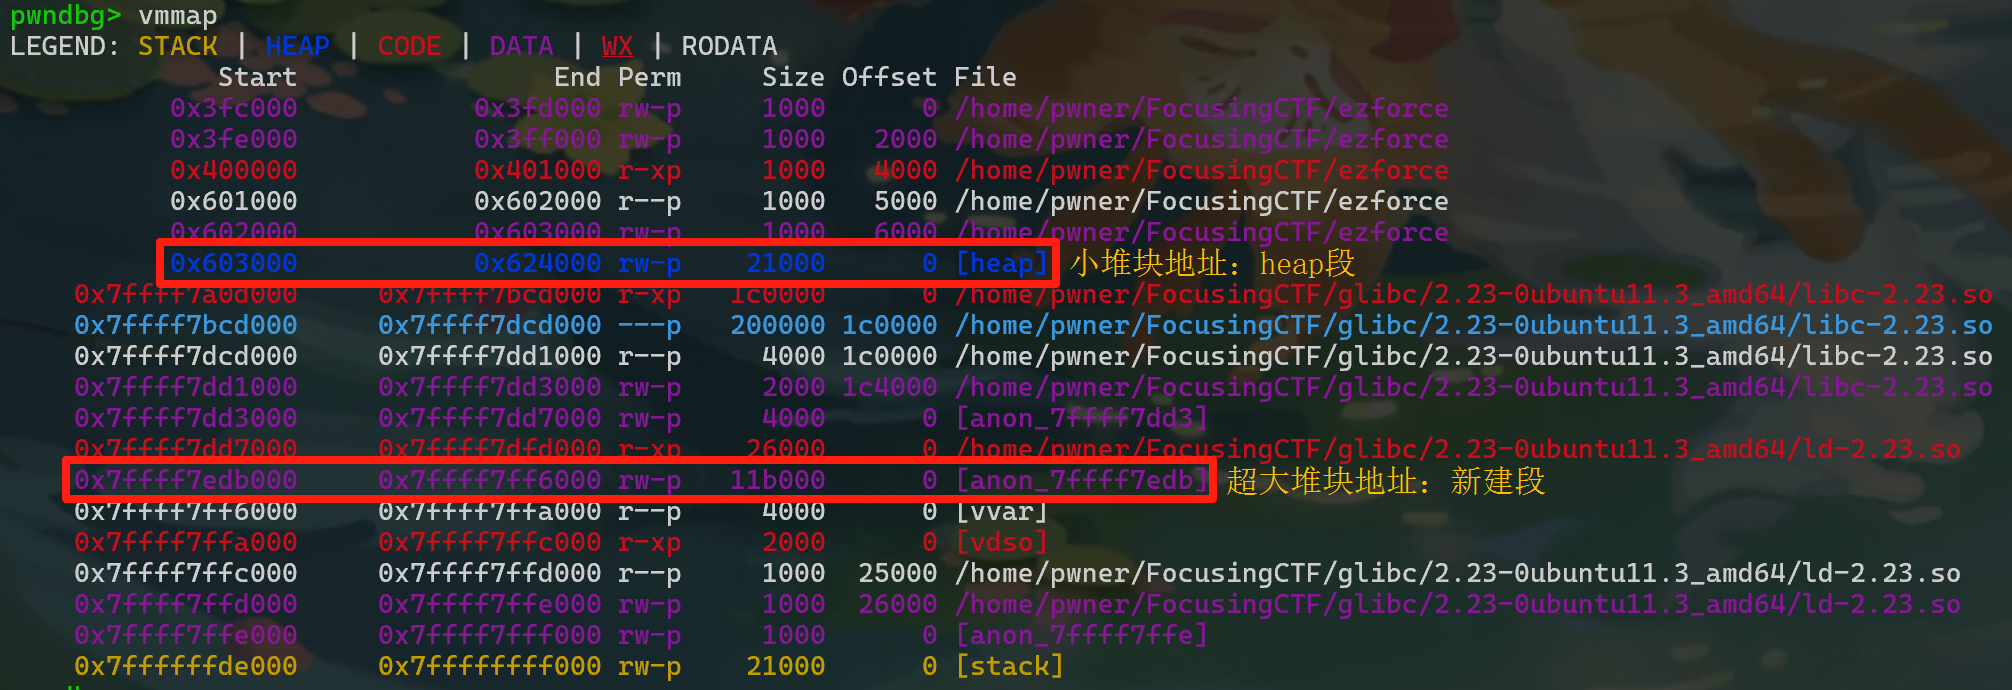 pwndbg> vmmap
LEGEND: STACK | HEAP | CODE | DATA | WX | RODATA
Start End Perm Size Offset File
0x3fc000 0x3fd000 rw-p 1000 0 /home/pwner/FocusingCTF/ezforce
0x3fe000 0x3ff000 rw-p 1000 2000 /home/pwner/FocusingCTF/ezforce
0x400000 0x401000 r-xp 1000 4000 /home/pwner/FocusingCTF/ezforce
0x601000 0x602000 r--p 1000 5000 /home/pwner/FocusingCTF/ezforce
0x602000 0x603000 rw-p 1000 6000 /home/pwner/FocusingCTF/ezforce
0x603000 0x624000 rw-p 21000 0 [heap] 小堆块地址：heap段
0x7ffff7a0d000 0x7ffff7bcd000 r-xp 1c0000 0 /home/pwner/FocusingCTF/glibc/2.23-0ubuntu11.3_amd64/libc-2.23.so
0x7ffff7bcd000 0x7ffff7dcd000 ---p 200000 1c0000 /home/pwner/FocusingCTF/glibc/2.23-0ubuntu11.3_amd64/libc-2.23.so
0x7ffff7dcd000 0x7ffff7dd1000 r--p 4000 1c0000 /home/pwner/FocusingCTF/glibc/2.23-0ubuntu11.3_amd64/libc-2.23.so
0x7ffff7dd1000 0x7ffff7dd3000 rw-p 2000 1c4000 /home/pwner/FocusingCTF/glibc/2.23-0ubuntu11.3_amd64/libc-2.23.so
0x7ffff7dd3000 0x7ffff7dd7000 rw-p 4000 0 [anon_7ffff7dd3]
0x7ffff7dd7000 0x7ffff7dfd000 r-xp 26000 0 /home/pwner/FocusingCTF/glibc/2.23-0ubuntu11.3_amd64/ld-2.23.so
0x7ffff7edb000 0x7ffff7ff6000 rw-p 11b000 0 [anon_7ffff7edb] 超大堆块地址：新建段
0x7ffff7ff6000 0x7ffff7ffa000 r--p 4000 0 [vvar]
0x7ffff7ffa000 0x7ffff7ffc000 r-xp 2000 0 [vdso]
0x7ffff7ffc000 0x7ffff7ffd000 r--p 1000 25000 /home/pwner/FocusingCTF/glibc/2.23-0ubuntu11.3_amd64/ld-2.23.so
0x7ffff7ffd000 0x7ffff7ffe000 rw-p 1000 26000 /home/pwner/FocusingCTF/glibc/2.23-0ubuntu11.3_amd64/ld-2.23.so
0x7ffff7ffe000 0x7ffff7fff000 rw-p 1000 0 [anon_7ffff7ffe]
0x7ffffffde000 0x7ffffffff000 rw-p 21000 0 [stack]